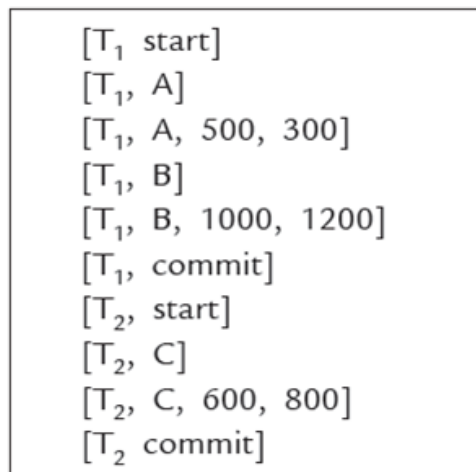 [T₁ start]
[T₁, A]
[T₁, A, 500, 300]
[T₁, B]
[T₁, B, 1000, 1200]
[T₁, commit]
[T₂, start]
[T₂, C]
[T₂, C, 600, 800]
[T₂ commit]